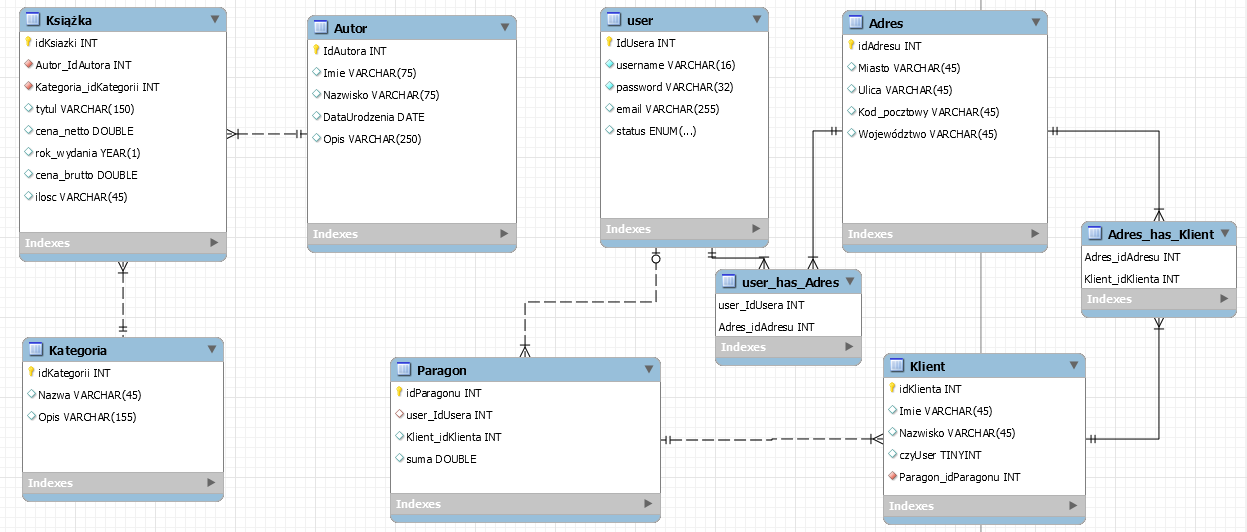 Książka
idKsiazki INT
Autor_IdAutora INT
Kategoria_idKategorii INT
tytul VARCHAR(150)
cena_netto DOUBLE
rok_wydania YEAR(1)
cena_brutto DOUBLE
ilosc VARCHAR(45)
Indexes
Autor
IdAutora INT
Imie VARCHAR(75)
Nazwisko VARCHAR(75)
DataUrodzenia DATE
Opis VARCHAR(250)
Indexes
user
IdUsera INT
username VARCHAR(16)
password VARCHAR(32)
email VARCHAR(255)
status ENUM(...)
Indexes
Adres
idAdresu INT
Miasto VARCHAR(45)
Ulica VARCHAR(45)
Kod_pocztowy VARCHAR(45)
Województwo VARCHAR(45)
Indexes
Adres_has_Klient
Adres_idAdresu INT
Klient_idKlienta INT
Indexes
user_has_Adres
user_IdUsera INT
Adres_idAdresu INT
Indexes
Kategoria
idKategorii INT
Nazwa VARCHAR(45)
Opis VARCHAR(155)
Indexes
Paragon
idParagonu INT
user_IdUsera INT
Klient_idKlienta INT
suma DOUBLE
Indexes
Klient
idKlienta INT
Imie VARCHAR(45)
Nazwisko VARCHAR(45)
czyUser TINYINT
Paragon_idParagonu INT
Indexes